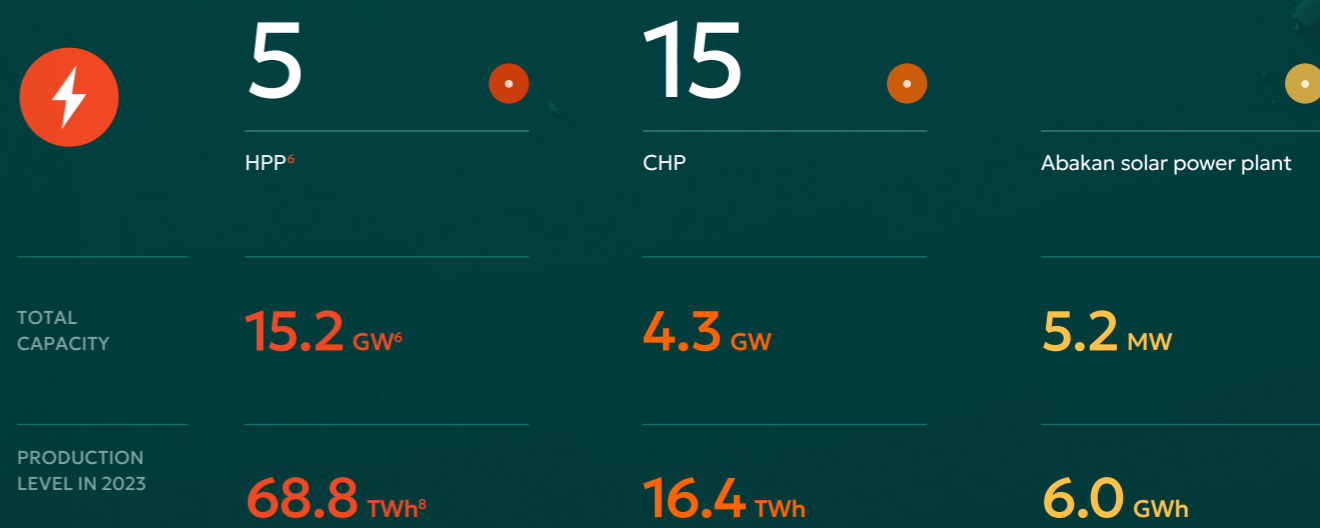 5
15
HPP⁶
CHP
Abakan solar power plant
TOTAL
CAPACITY
15.2 GW⁶
4.3 GW
5.2 MW
PRODUCTION
LEVEL IN 2023
68.8 TWh⁸
16.4 TWh
6.0 GWh